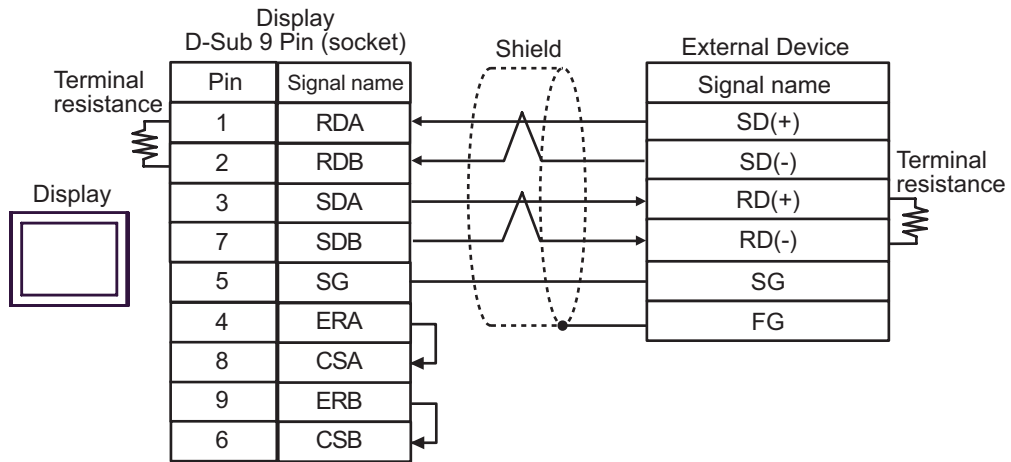 Display
D-Sub 9 Pin (socket)
Shield
External Device
Terminal
resistance
Pin Signal name
Signal name
1 RDA
SD(+)
2 RDB
SD(-)
Terminal
resistance
3 SDA
RD(+)
Display
7 SDB
RD(-)
5 SG
SG
4 ERA
FG
8 CSA
9 ERB
6 CSB